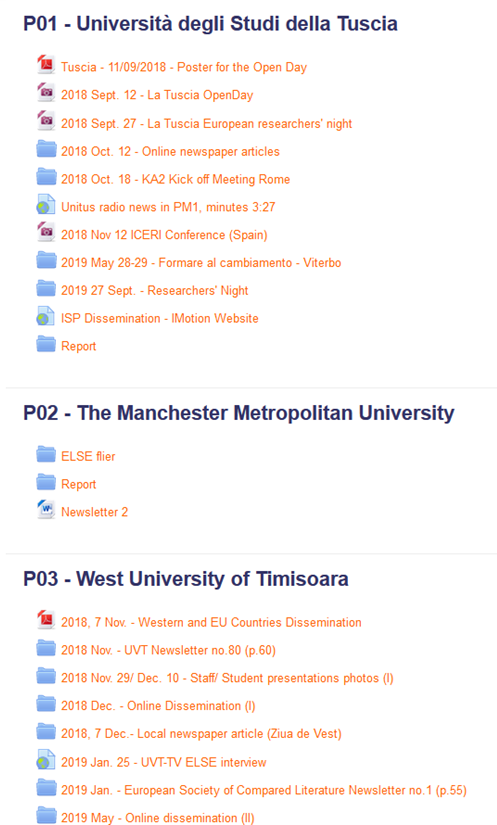 P01 - Università degli Studi della Tuscia
Tuscia - 11/09/2018 - Poster for the Open Day
2018 Sept. 12 - La Tuscia OpenDay
2018 Sept. 27 - La Tuscia European researchers' night
2018 Oct. 12 - Online newspaper articles
2018 Oct. 18 - KA2 Kick off Meeting Rome
Unitus radio news in PM1, minutes 3:27
2018 Nov 12 ICERI Conference (Spain)
2019 May 28-29 - Formare al cambiamento - Viterbo
2019 27 Sept. - Researchers' Night
ISP Dissemination - IMotion Website
Report
P02 - The Manchester Metropolitan University
ELSE flier
Report
Newsletter 2
P03 - West University of Timisoara
2018, 7 Nov. - Western and EU Countries Dissemination
2018 Nov. - UVT Newsletter no.80 (p.60)
2018 Nov. 29/ Dec. 10 - Staff/ Student presentations photos (I)
2018 Dec. - Online Dissemination (I)
2018, 7 Dec.- Local newspaper article (Ziua de Vest)
2019 Jan. 25 - UVT-TV ELSE interview
2019 Jan. - European Society of Compared Literature Newsletter no.1 (p.55)
2019 May - Online dissemination (II)